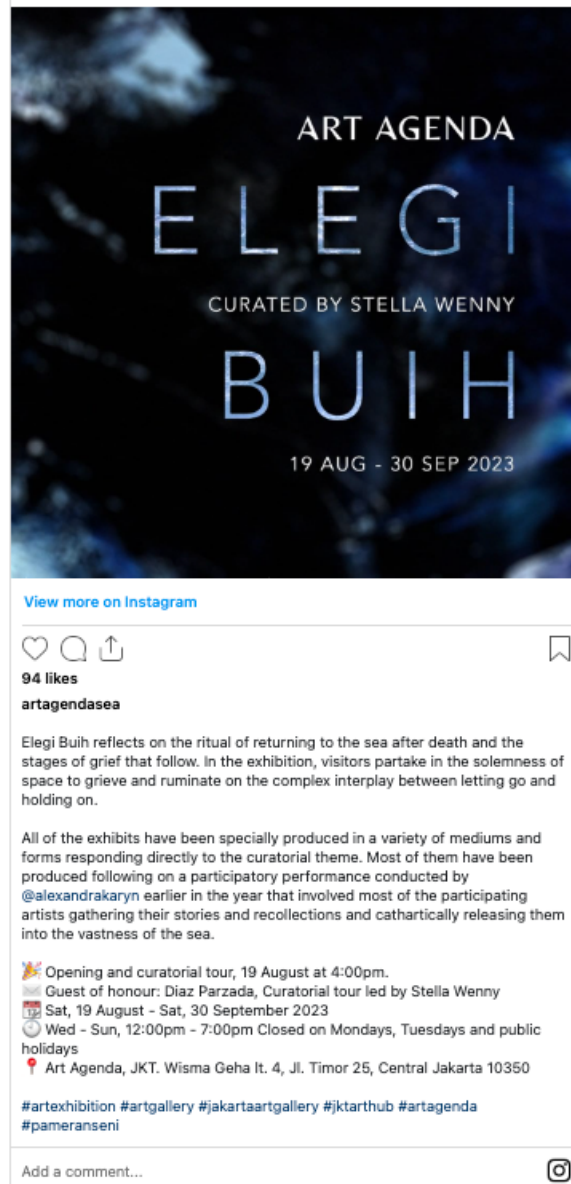 ART AGENDA
ELEGI
CURATED BY STELLA WENNY
BUIH
19 AUG - 30 SEP 2023
View more on Instagram
94 likes
artagendasea
Elegi Buih reflects on the ritual of returning to the sea after death and the
stages of grief that follow. In the exhibition, visitors partake in the solemness of
space to grieve and ruminate on the complex interplay between letting go and
holding on.
All of the exhibits have been specially produced in a variety of mediums and
forms responding directly to the curatorial theme. Most of them have been
produced following on a participatory performance conducted by
@alexandrakaryn earlier in the year that involved most of the participating
artists gathering their stories and recollections and cathartically releasing them
into the vastness of the sea.
🎉 Opening and curatorial tour, 19 August at 4:00pm.
✉️ Guest of honour: Diaz Parzada, Curatorial tour led by Stella Wenny
📆 Sat, 19 August - Sat, 30 September 2023
🕙 Wed - Sun, 12:00pm - 7:00pm Closed on Mondays, Tuesdays and public
holidays
📍 Art Agenda, JKT. Wisma Geha lt. 4, Jl. Timor 25, Central Jakarta 10350
#artexhibition #artgallery #jakartaartgallery #jktarthub #artagenda
#pameranseni
Add a comment...